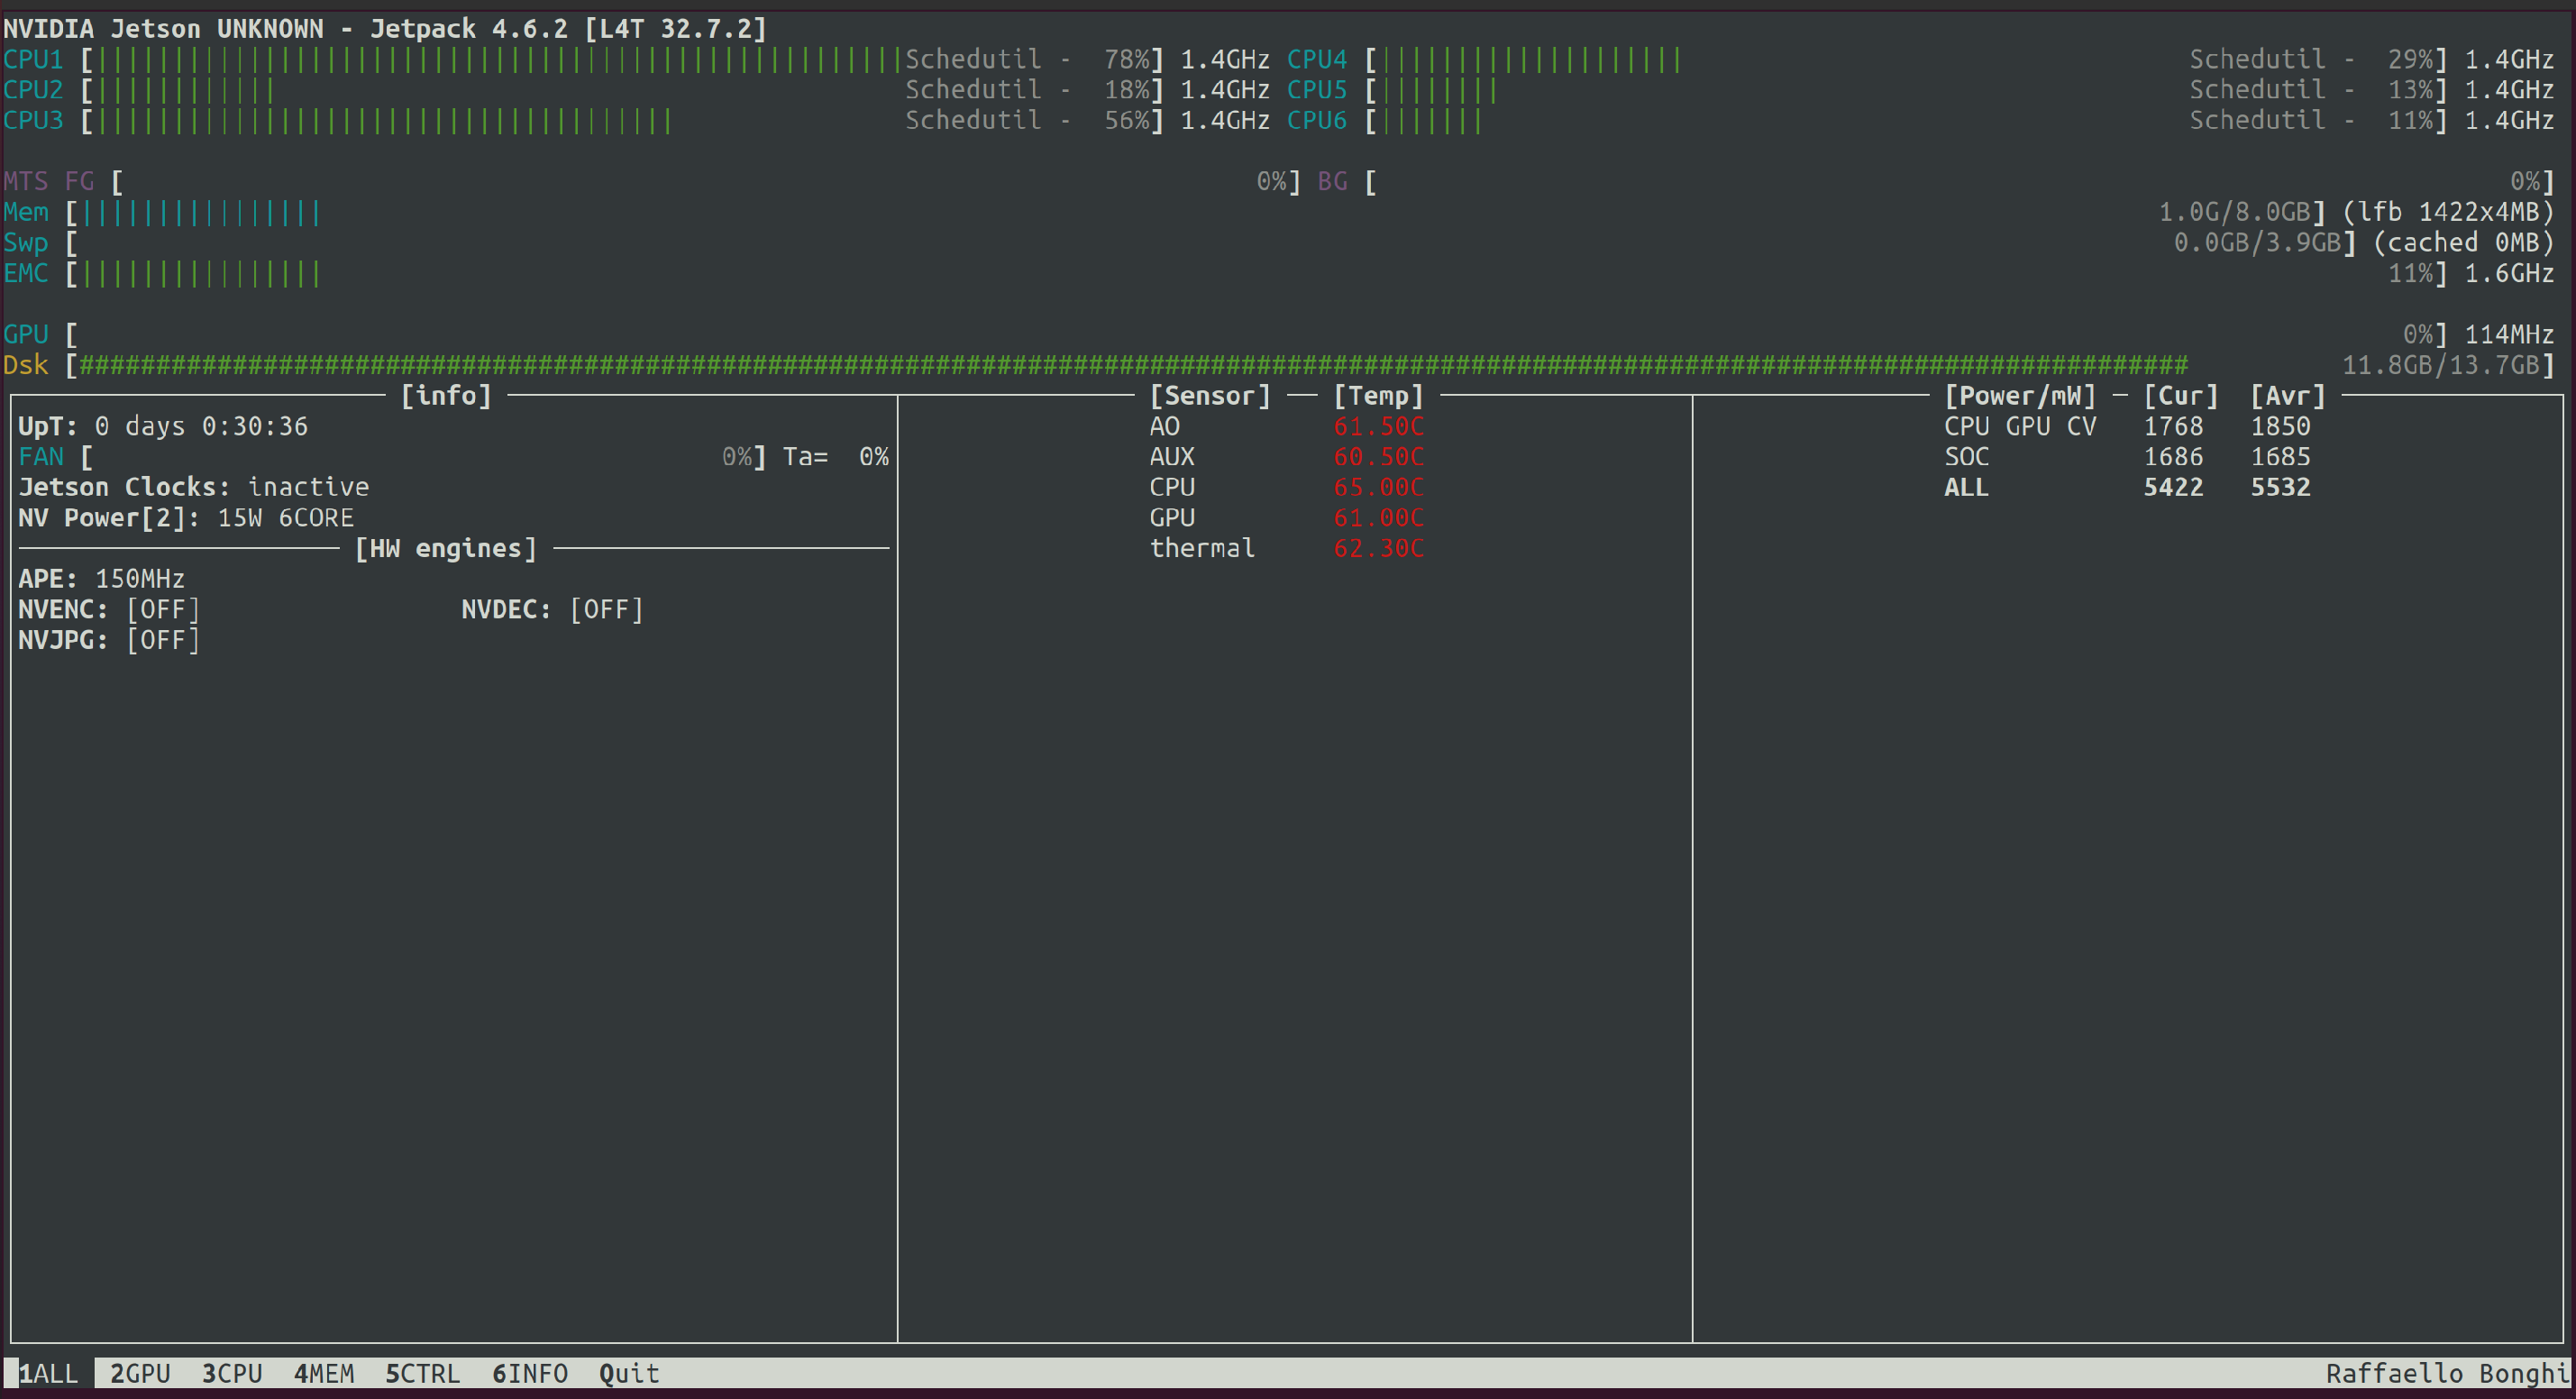 NVIDIA Jetson UNKNOWN - Jetpack 4.6.2 [L4T 32.7.2]
CPU1 [||||||||||||||||||||||||||||||||||||||||||||||||||||| Schedutil - 78%] 1.4GHz CPU4 [|||||||||||||||||||| Schedutil - 29%] 1.4GHz
CPU2 [|||||||||||| Schedutil - 18%] 1.4GHz CPU5 [|||||||| Schedutil - 13%] 1.4GHz
CPU3 [|||||||||||||||||||||||||||||||||||||| Schedutil - 56%] 1.4GHz CPU6 [||||||| Schedutil - 11%] 1.4GHz
MTS FG [ 0%] BG [ 0%]
Mem [|||||||||||||||| 1.0G/8.0GB] (lfb 1422x4MB)
Swp [ 0.0GB/3.9GB] (cached 0MB)
EMC [|||||||||||||||| 11%] 1.6GHz
GPU [ 0%] 114MHz
Dsk [########################################################################################################################################## 11.8GB/13.7GB]
[info] [Sensor] [Temp] [Power/mW] [Cur] [Avr]
UpT: 0 days 0:30:36 AO 61.50C CPU GPU CV 1768 1850
FAN [ 0%] Ta= 0% AUX 60.50C SOC 1686 1685
Jetson Clocks: inactive CPU 65.00C ALL 5422 5532
NV Power[2]: 15W 6CORE GPU 61.00C
[HW engines] thermal 62.30C
APE: 150MHz
NVENC: [OFF] NVDEC: [OFF]
NVJPG: [OFF]
1ALL 2GPU 3CPU 4MEM 5CTRL 6INFO Quit Raffaello Bonghi